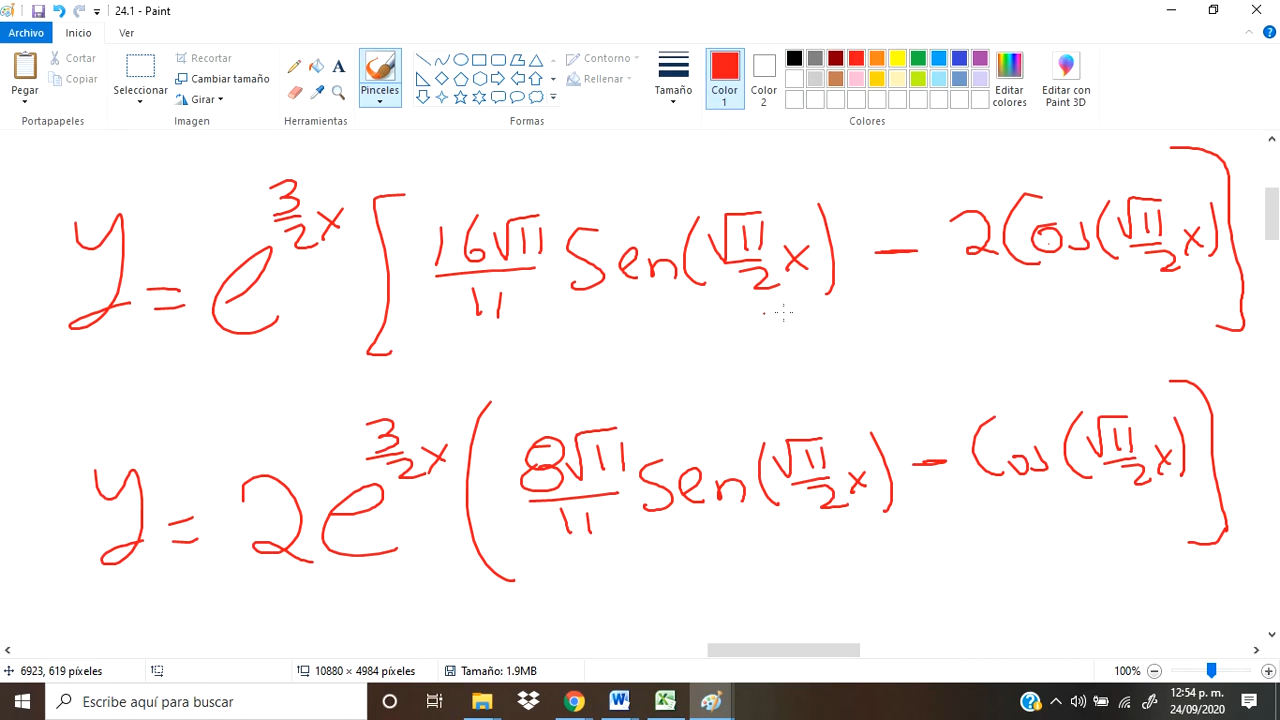 24.1 - Paint
Archivo Inicio Ver
Pegar Cortar Copiar Portapapeles
Seleccionar Recortar Cambiar tamaño Girar Imagen
Herramientas
Pinceles
Contorno Rellenar Formas
Tamaño
Color 1 Color 2 Editar colores Editar con Paint 3D Colores
y = e^{3/2 x} [ 16√11/11 Sen(√11/2 x) - 2Cos(√11/2 x) ]
y = 2e^{3/2 x} ( 8√11/11 Sen(√11/2 x) - Cos(√11/2 x) ]
6923, 619 píxeles 10880 × 4984 píxeles Tamaño: 1.9MB 100%
Escribe aquí para buscar
12:54 p. m.
24/09/2020